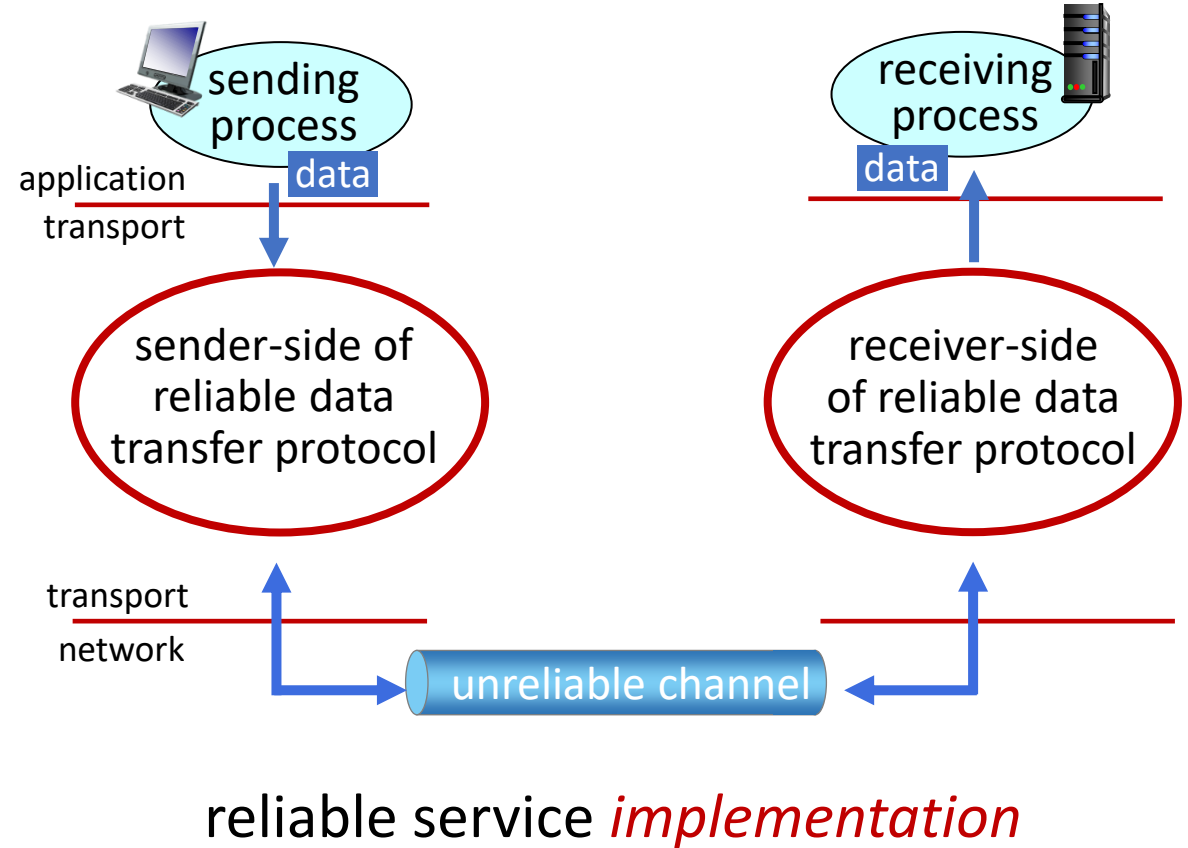 sending
process
data
application
transport
receiving
process
data
sender-side of
reliable data
transfer protocol
receiver-side
of reliable data
transfer protocol
transport
network
unreliable channel
reliable service implementation